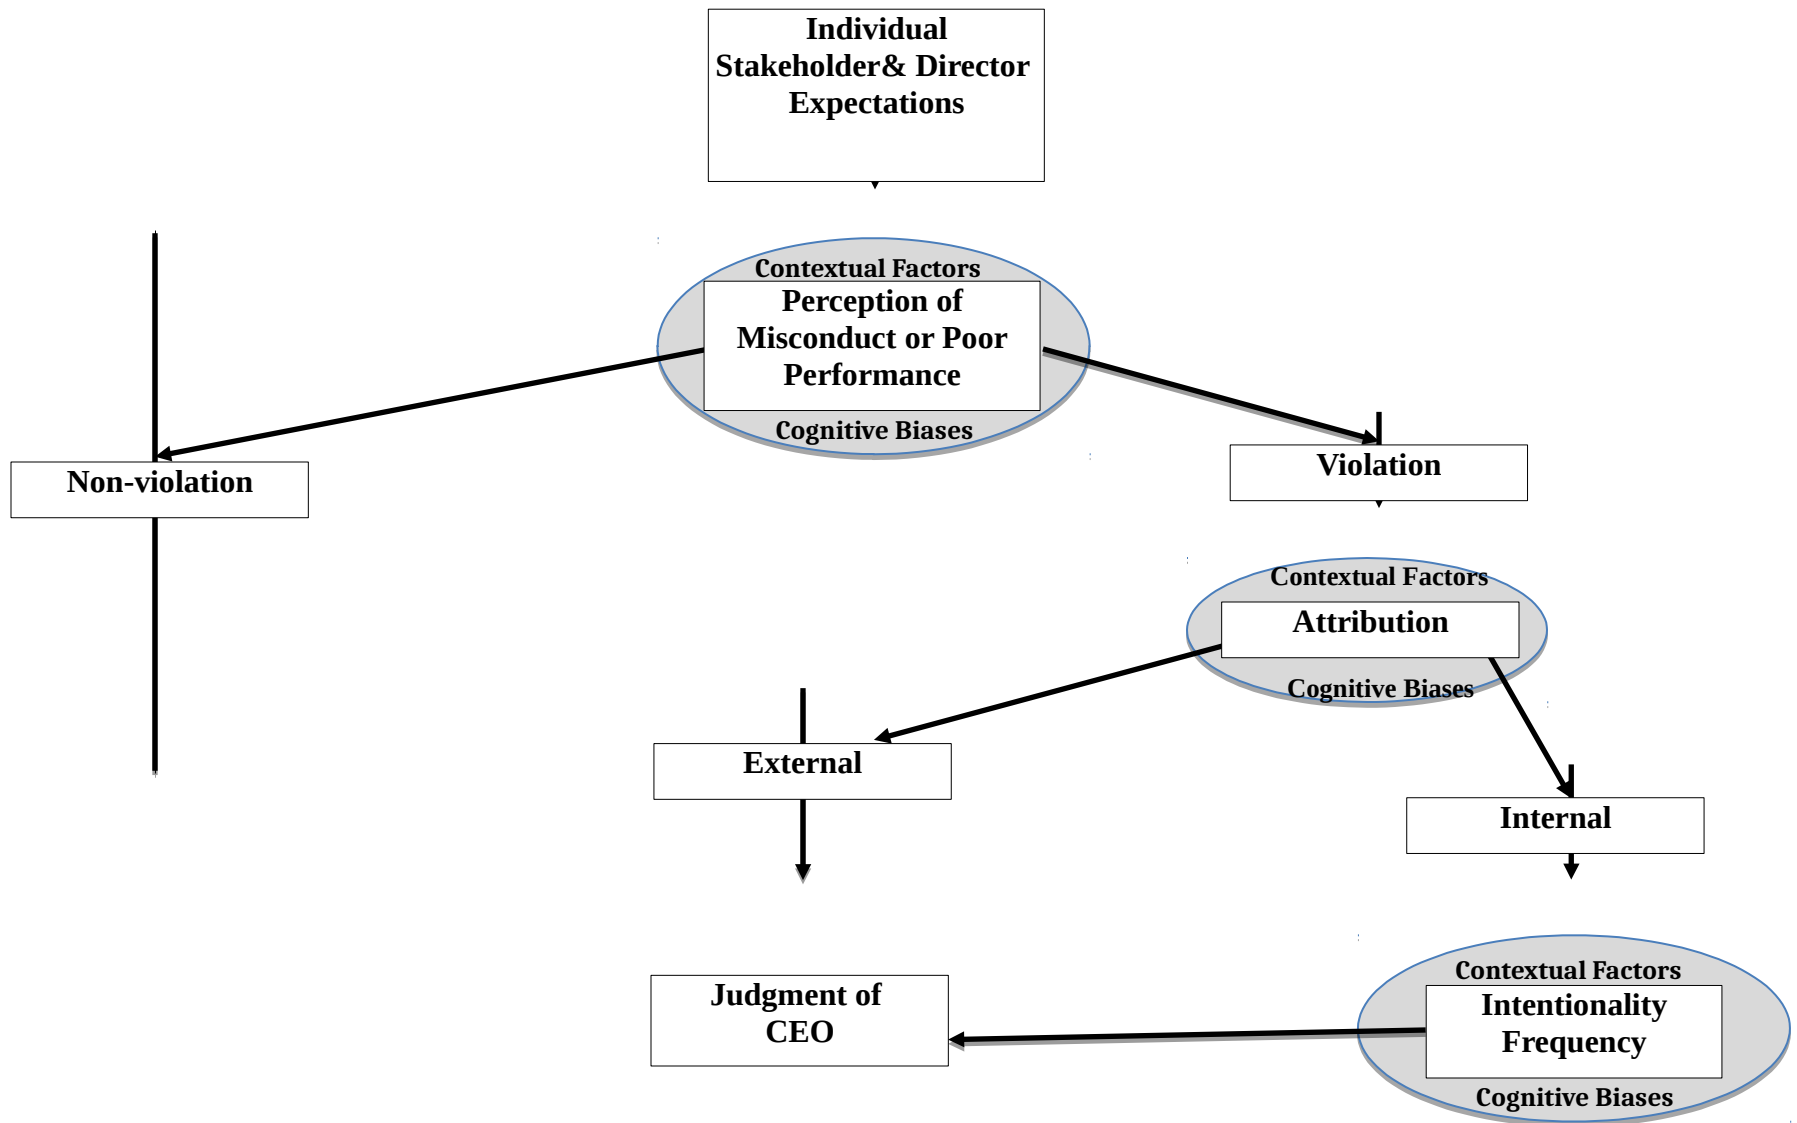 Individual
Stakeholder& Director
Expectations
Contextual Factors
Perception of
Misconduct or Poor
Performance
Cognitive Biases
Non-violation
Violation
Contextual Factors
Attribution
Cognitive Biases
External
Internal
Judgment of
CEO
Contextual Factors
Intentionality
Frequency
Cognitive Biases